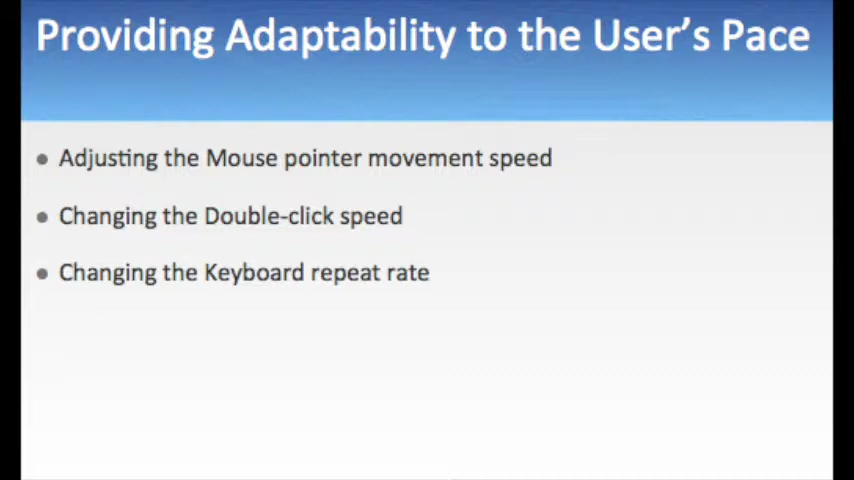 Providing Adaptability to the User’s Pace
Adjusting the Mouse pointer movement speed
Changing the Double-click speed
Changing the Keyboard repeat rate